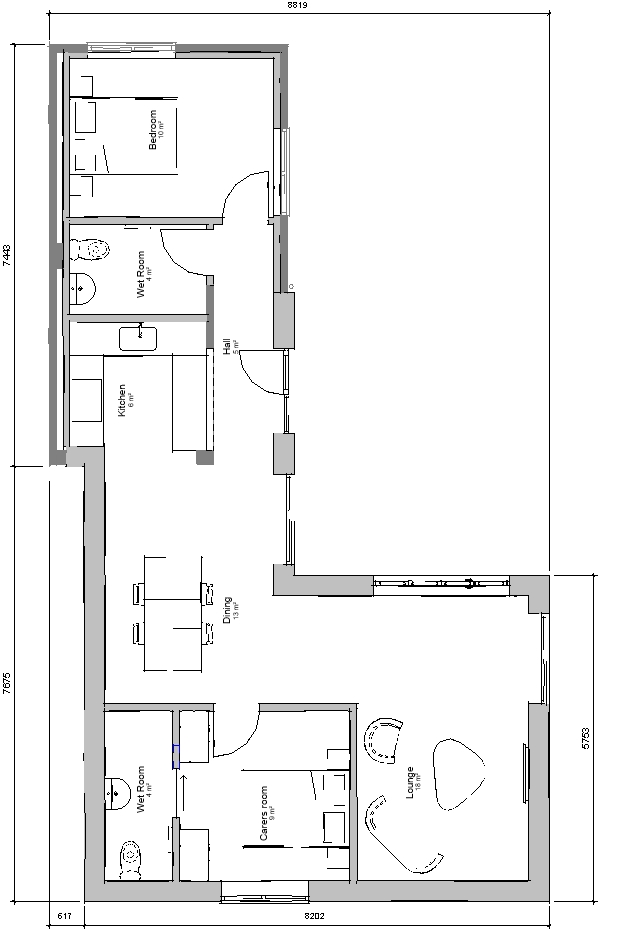 8819
Bedroom
10 m²
7443
Wet Room
4 m²
Hall
5 m²
Kitchen
6 m²
Dining
13 m²
7675
5753
Wet Room
4 m²
Carers room
9 m²
Lounge
18 m²
617
8202